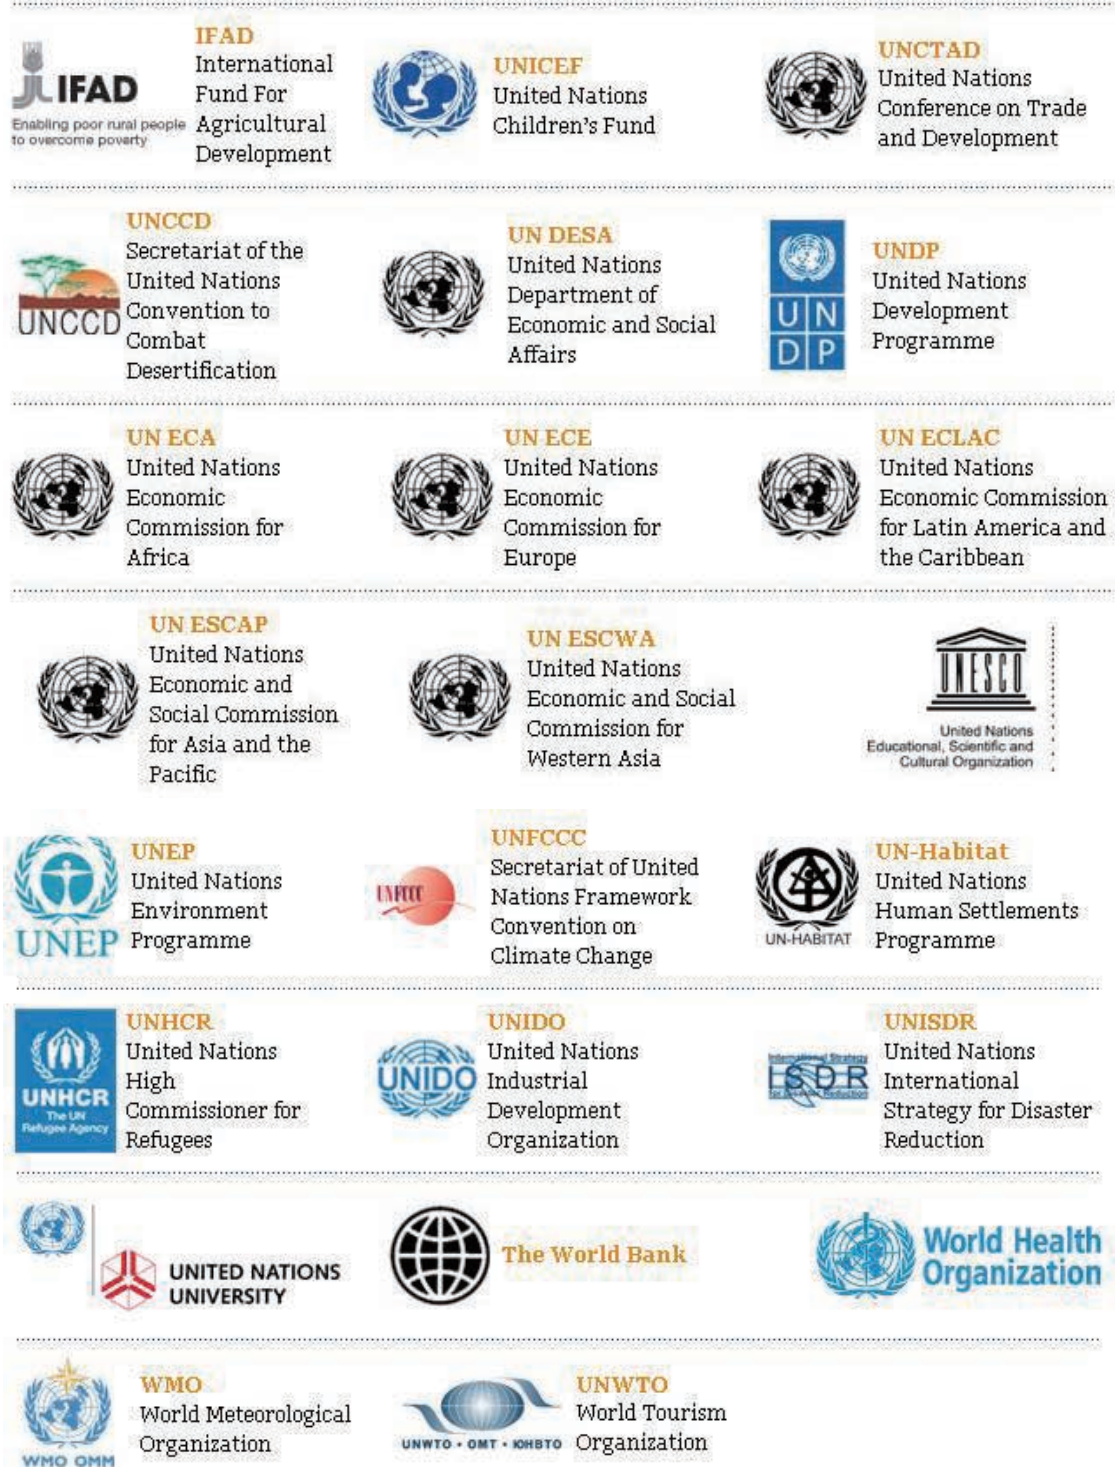 IFAD
Enabling poor rural people
to overcome poverty
IFAD
International
Fund For
Agricultural
Development
UNICEF
United Nations
Children's Fund
UNCTAD
United Nations
Conference on Trade
and Development
UNCCD
UNCCD
Secretariat of the
United Nations
Convention to
Combat
Desertification
UN DESA
United Nations
Department of
Economic and Social
Affairs
UN
DP
UNDP
United Nations
Development
Programme
UN ECA
United Nations
Economic
Commission for
Africa
UN ECE
United Nations
Economic
Commission for
Europe
UN ECLAC
United Nations
Economic Commission
for Latin America and
the Caribbean
UN ESCAP
United Nations
Economic and
Social Commission
for Asia and the
Pacific
UN ESCWA
United Nations
Economic and Social
Commission for
Western Asia
UNESCO
United Nations
Educational, Scientific and
Cultural Organization
UNEP
UNEP
United Nations
Environment
Programme
UNFCCC
UNFCCC
Secretariat of United
Nations Framework
Convention on
Climate Change
UN-HABITAT
UN-Habitat
United Nations
Human Settlements
Programme
UNHCR
The UN
Refugee Agency
UNHCR
United Nations
High
Commissioner for
Refugees
UNIDO
UNIDO
United Nations
Industrial
Development
Organization
International Strategy
ISDR
for Disaster Reduction
UNISDR
United Nations
International
Strategy for Disaster
Reduction
UNITED NATIONS
UNIVERSITY
The World Bank
World Health
Organization
WMO OMM
WMO
World Meteorological
Organization
UNWTO • OMT • ЮНВТО
UNWTO
World Tourism
Organization